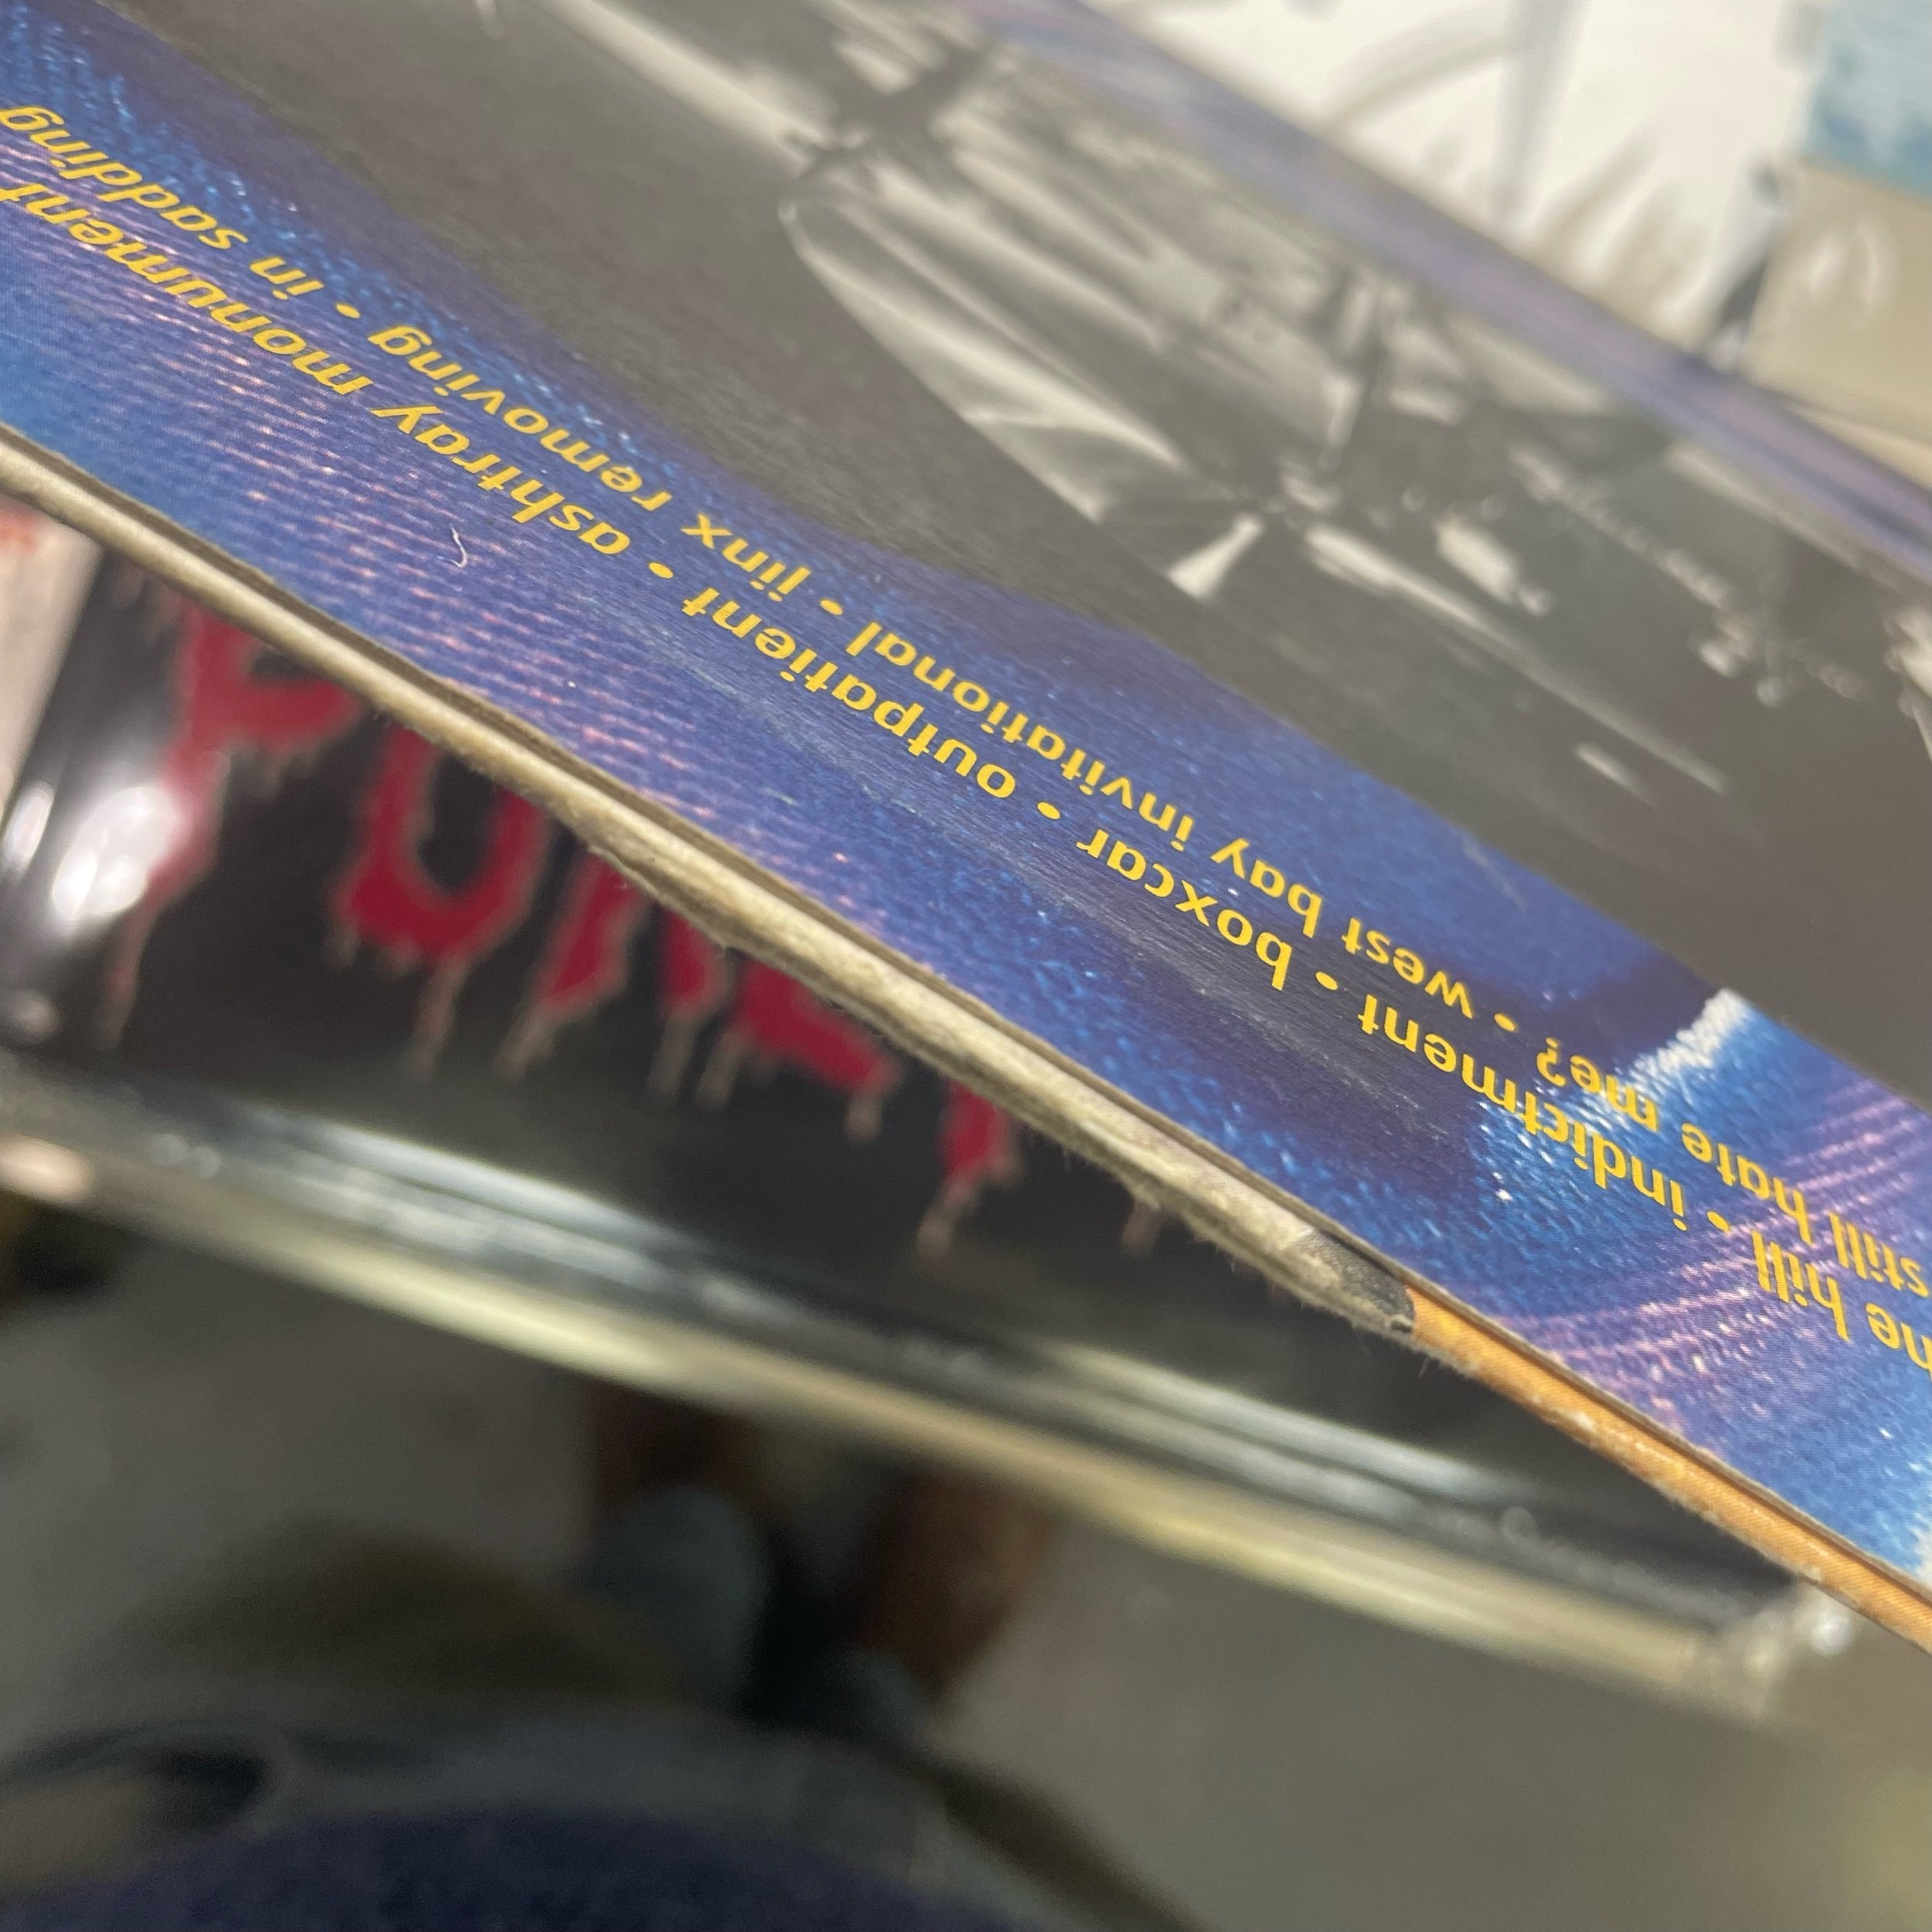 he hill • indictment • boxcar • outpatient • ashtray monument
still hate me? • west bay invitational • jinx removing • in sadding